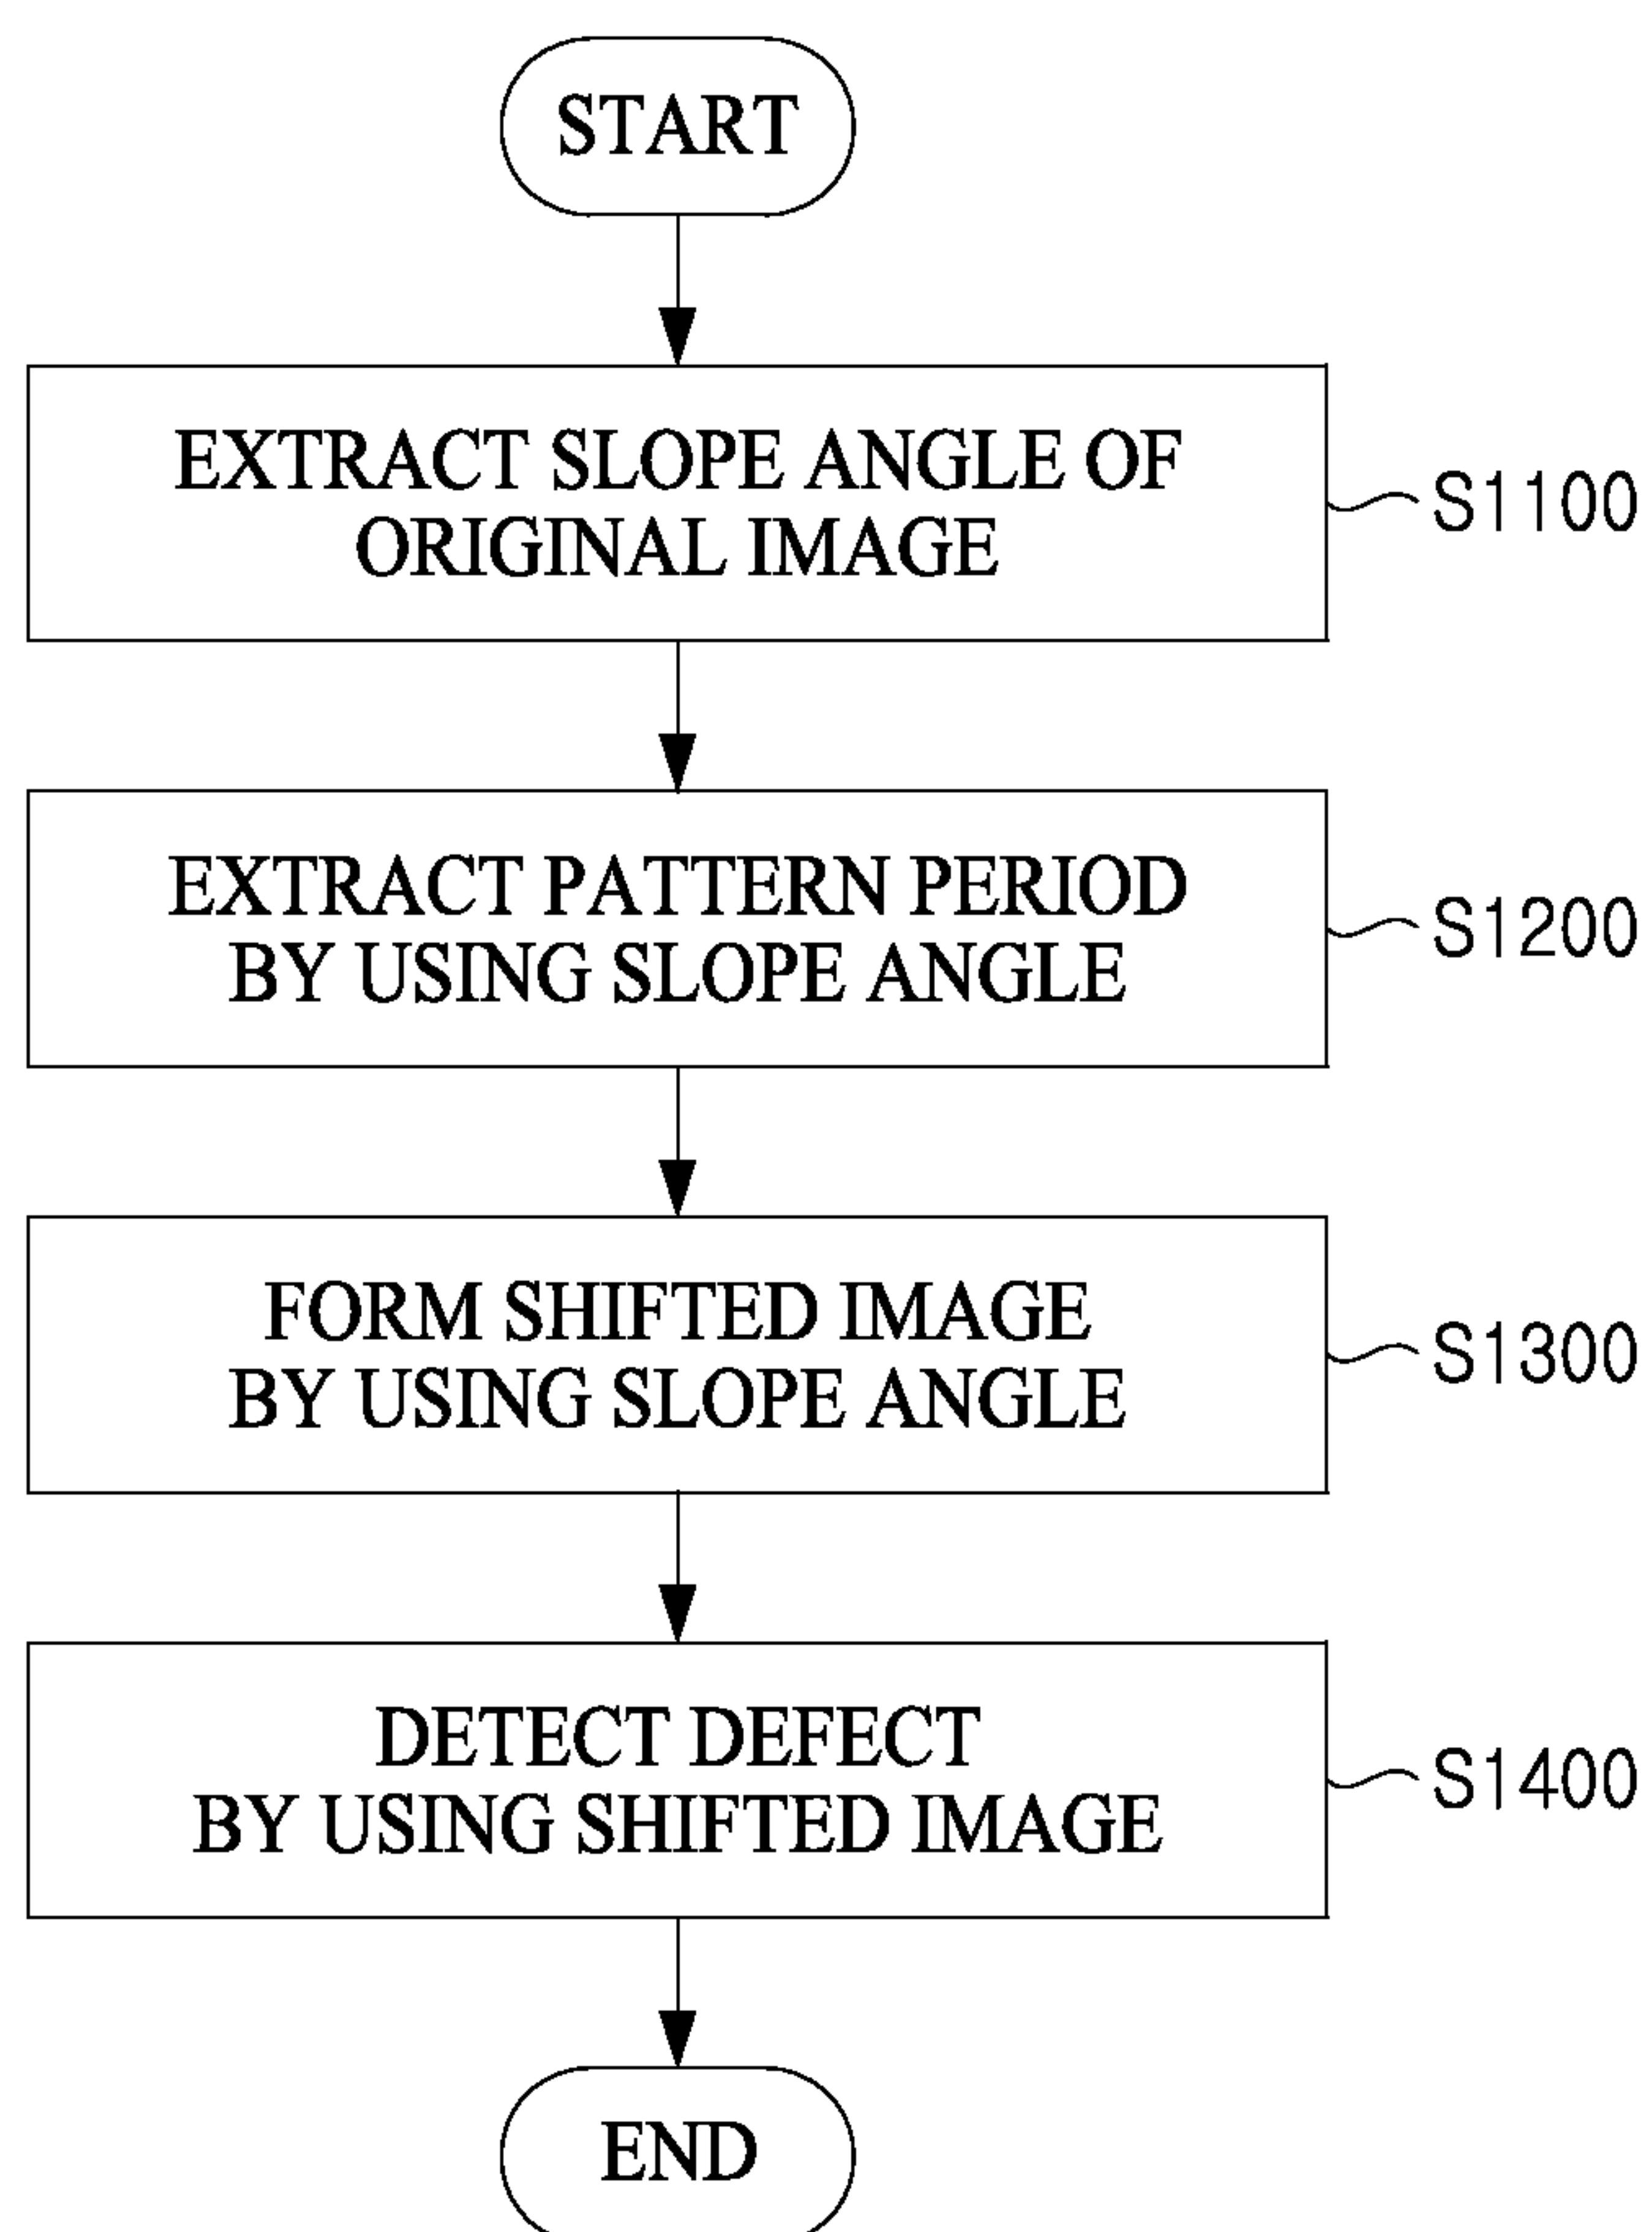 START
EXTRACT SLOPE ANGLE OF
ORIGINAL IMAGE
S1100
EXTRACT PATTERN PERIOD
BY USING SLOPE ANGLE
S1200
FORM SHIFTED IMAGE
BY USING SLOPE ANGLE
S1300
DETECT DEFECT
BY USING SHIFTED IMAGE
S1400
END